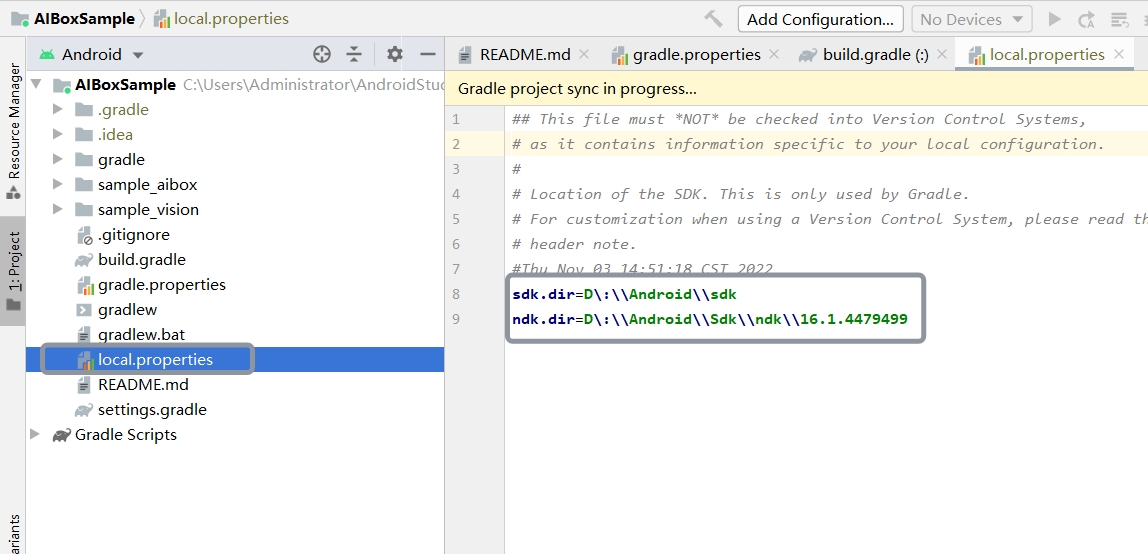 AIBoxSample local.properties
Add Configuration...
No Devices
Resource Manager
1: Project
Android
AIBoxSample C:\Users\Administrator\AndroidStud
.gradle
.idea
gradle
sample_aibox
sample_vision
.gitignore
build.gradle
gradle.properties
gradlew
gradlew.bat
local.properties
README.md
settings.gradle
Gradle Scripts
README.md
gradle.properties
build.gradle (:)
local.properties
Gradle project sync in progress...
1 ## This file must *NOT* be checked into Version Control Systems,
2 # as it contains information specific to your local configuration.
3 #
4 # Location of the SDK. This is only used by Gradle.
5 # For customization when using a Version Control System, please read th
6 # header note.
7 #Thu Nov 03 14:51:18 CST 2022
8 sdk.dir=D\:\\Android\\sdk
9 ndk.dir=D\:\\Android\\Sdk\\ndk\\16.1.4479499